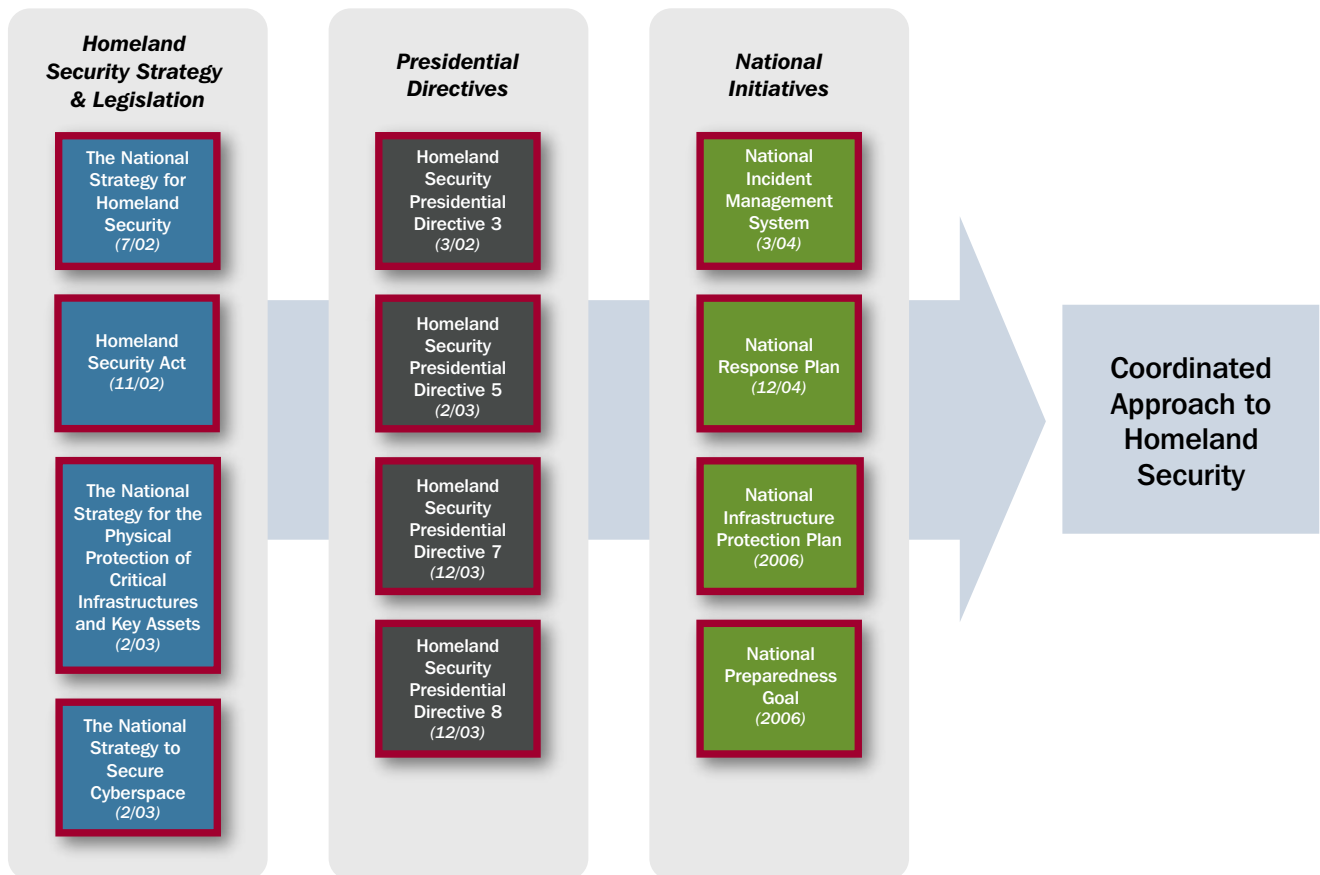 Homeland
Security Strategy
& Legislation
The National
Strategy for
Homeland
Security
(7/02)
Homeland
Security Act
(11/02)
The National
Strategy for the
Physical
Protection of
Critical
Infrastructures
and Key Assets
(2/03)
The National
Strategy to
Secure
Cyberspace
(2/03)
Presidential
Directives
Homeland
Security
Presidential
Directive 3
(3/02)
Homeland
Security
Presidential
Directive 5
(2/03)
Homeland
Security
Presidential
Directive 7
(12/03)
Homeland
Security
Presidential
Directive 8
(12/03)
National
Initiatives
National
Incident
Management
System
(3/04)
National
Response Plan
(12/04)
National
Infrastructure
Protection Plan
(2006)
National
Preparedness
Goal
(2006)
Coordinated
Approach to
Homeland
Security